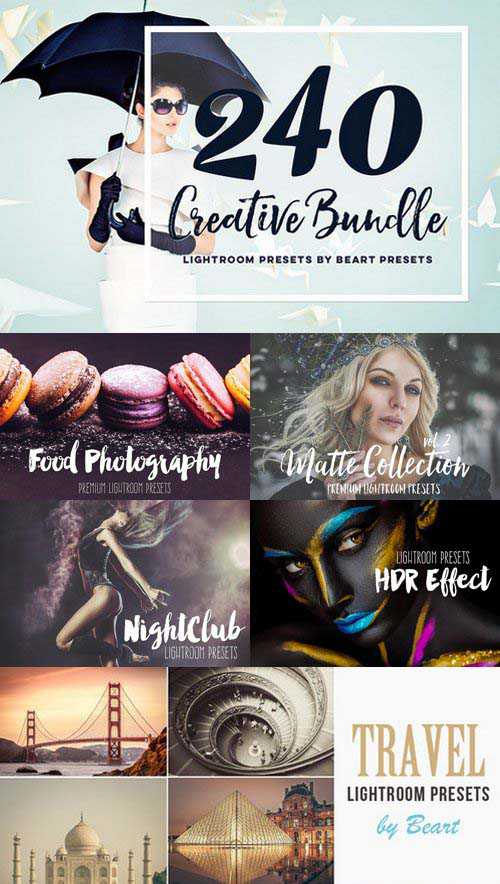 240
Creative Bundle
LIGHTROOM PRESETS BY BEART PRESETS
Food Photography
PREMIUM LIGHTROOM PRESETS
vol. 2
Matte Collection
PREMIUM LIGHTROOM PRESETS
NightClub
LIGHTROOM PRESETS
LIGHTROOM PRESETS
HDR Effect
TRAVEL
LIGHTROOM PRESETS
by Beart